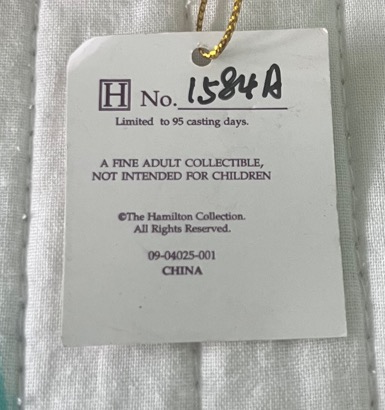 H No. 1584A
Limited to 95 casting days.
A FINE ADULT COLLECTIBLE,
NOT INTENDED FOR CHILDREN
©The Hamilton Collection.
All Rights Reserved.
09-04025-001
CHINA